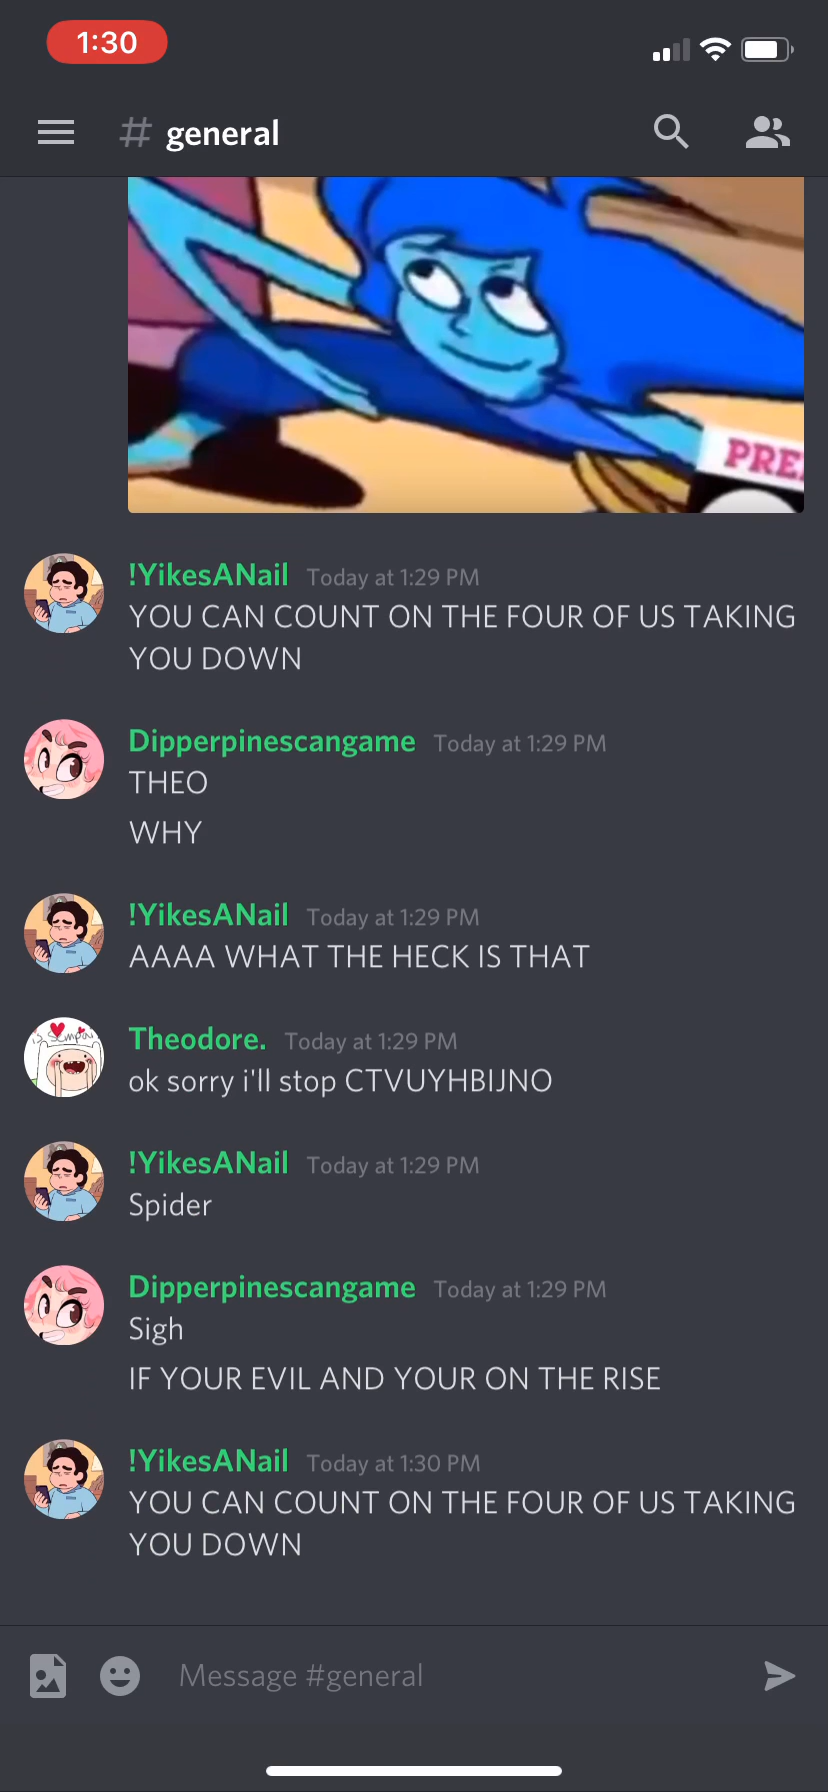 1:30
# general
PRE
!YikesANail Today at 1:29 PM
YOU CAN COUNT ON THE FOUR OF US TAKING
YOU DOWN
Dipperpinescangame Today at 1:29 PM
THEO
WHY
!YikesANail Today at 1:29 PM
AAAA WHAT THE HECK IS THAT
Theodore. Today at 1:29 PM
ok sorry i'll stop CTVUYHBIJNO
!YikesANail Today at 1:29 PM
Spider
Dipperpinescangame Today at 1:29 PM
Sigh
IF YOUR EVIL AND YOUR ON THE RISE
!YikesANail Today at 1:30 PM
YOU CAN COUNT ON THE FOUR OF US TAKING
YOU DOWN
Message #general